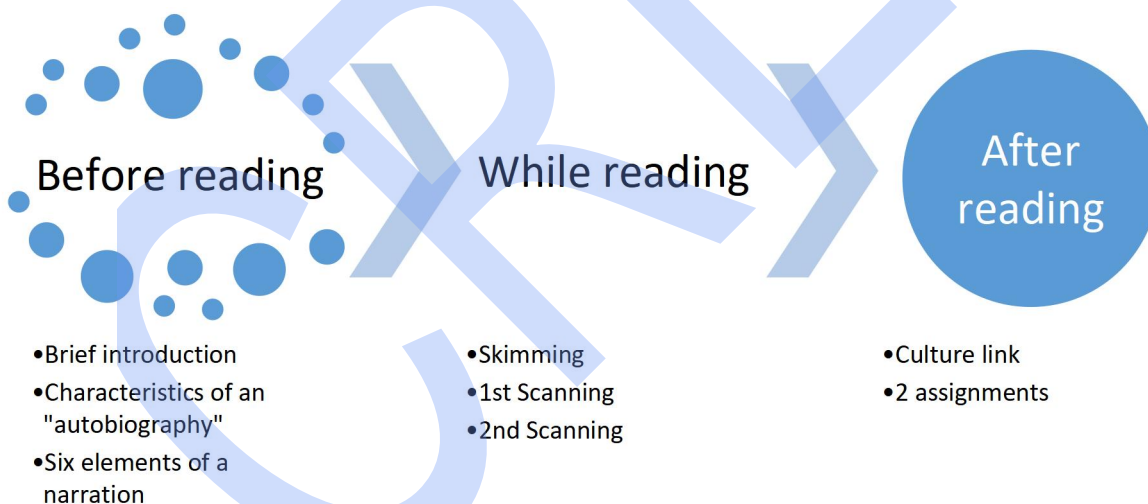 Before reading
While reading
After
reading
•Brief introduction
•Characteristics of an
"autobiography"
•Six elements of a
narration
•Skimming
•1st Scanning
•2nd Scanning
•Culture link
•2 assignments